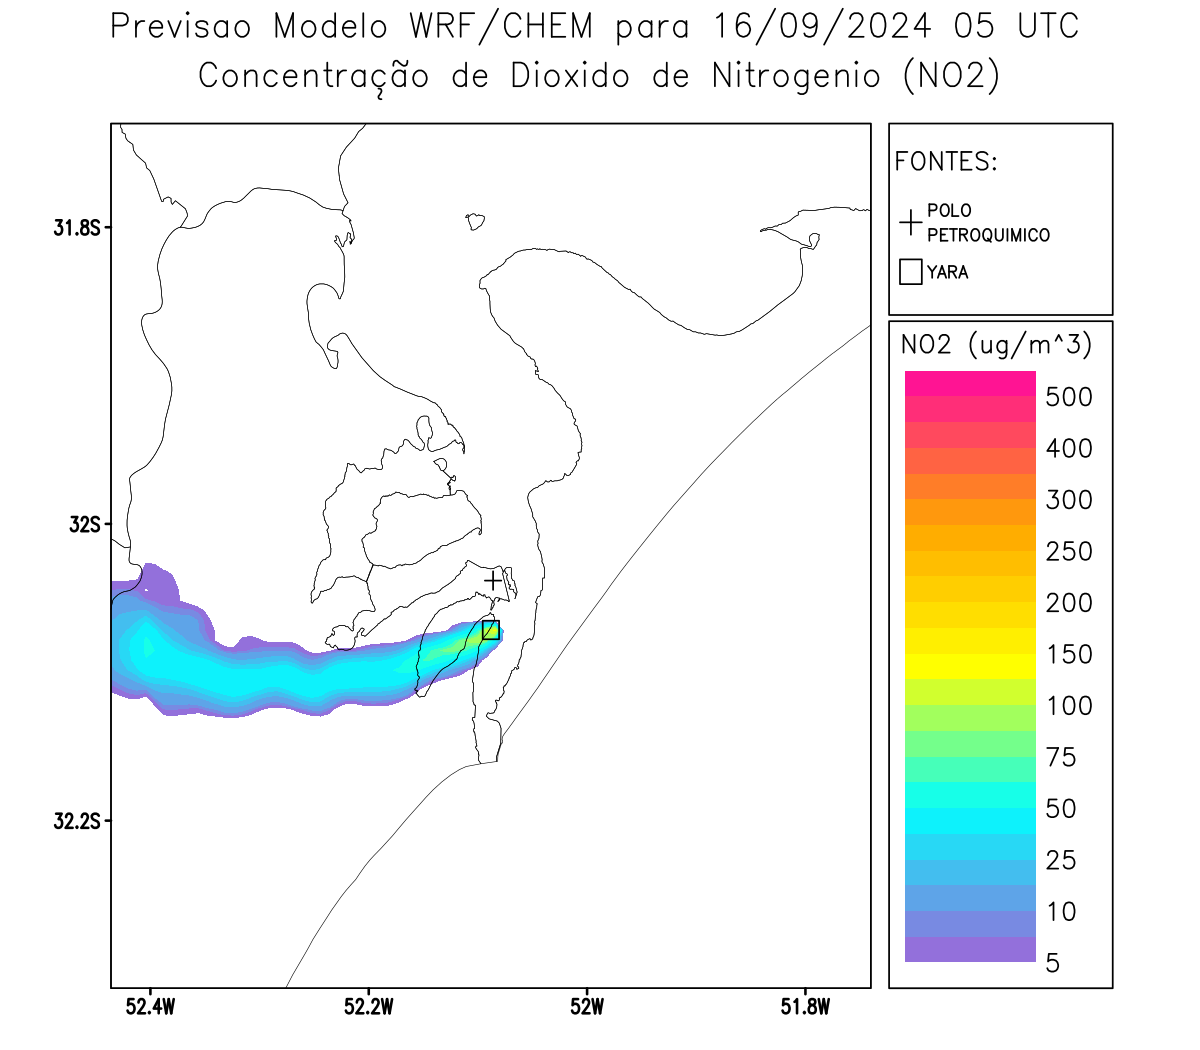 Previsao Modelo WRF/CHEM para 16/09/2024 05 UTC
Concentração de Dioxido de Nitrogenio (NO2)
FONTES:
POLO
PETROQUIMICO
YARA
NO2 (ug/m^3)
500
400
300
250
200
150
100
75
50
25
10
5
31.8S
32S
32.2S
52.4W
52.2W
52W
51.8W